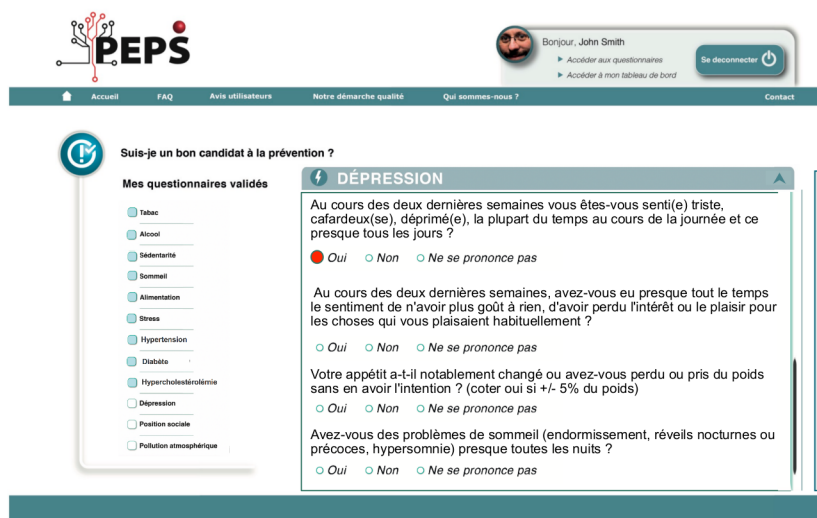 PEPS
Bonjour, John Smith
Accéder aux questionnaires
Accéder à mon tableau de bord
Se deconnecter
Accueil FAQ Avis utilisateurs Notre démarche qualité Qui sommes-nous ? Contact
Suis-je un bon candidat à la prévention ?
Mes questionnaires validés
Tabac
Alcool
Sédentarité
Sommeil
Alimentation
Stress
Hypertension
Diabète
Hypercholestérolémie
Dépression
Position sociale
Pollution atmosphérique
DÉPRESSION
Au cours des deux dernières semaines vous êtes-vous senti(e) triste,
cafardeux(se), déprimé(e), la plupart du temps au cours de la journée et ce
presque tous les jours ?
Oui Non Ne se prononce pas
Au cours des deux dernières semaines, avez-vous eu presque tout le temps
le sentiment de n'avoir plus goût à rien, d'avoir perdu l'intérêt ou le plaisir pour
les choses qui vous plaisaient habituellement ?
Oui Non Ne se prononce pas
Votre appétit a-t-il notablement changé ou avez-vous perdu ou pris du poids
sans en avoir l'intention ? (coter oui si +/- 5% du poids)
Oui Non Ne se prononce pas
Avez-vous des problèmes de sommeil (endormissement, réveils nocturnes ou
précoces, hypersomnie) presque toutes les nuits ?
Oui Non Ne se prononce pas